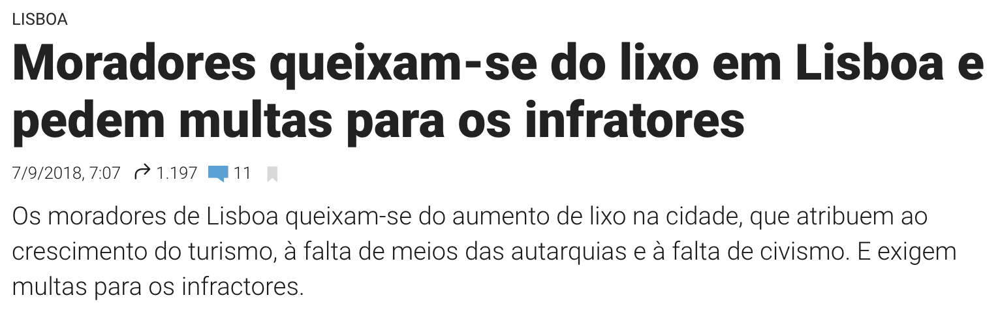 LISBOA
Moradores queixam-se do lixo em Lisboa e
pedem multas para os infratores
7/9/2018, 7:07 1.197 11
Os moradores de Lisboa queixam-se do aumento de lixo na cidade, que atribuem ao
crescimento do turismo, à falta de meios das autarquias e à falta de civismo. E exigem
multas para os infractores.